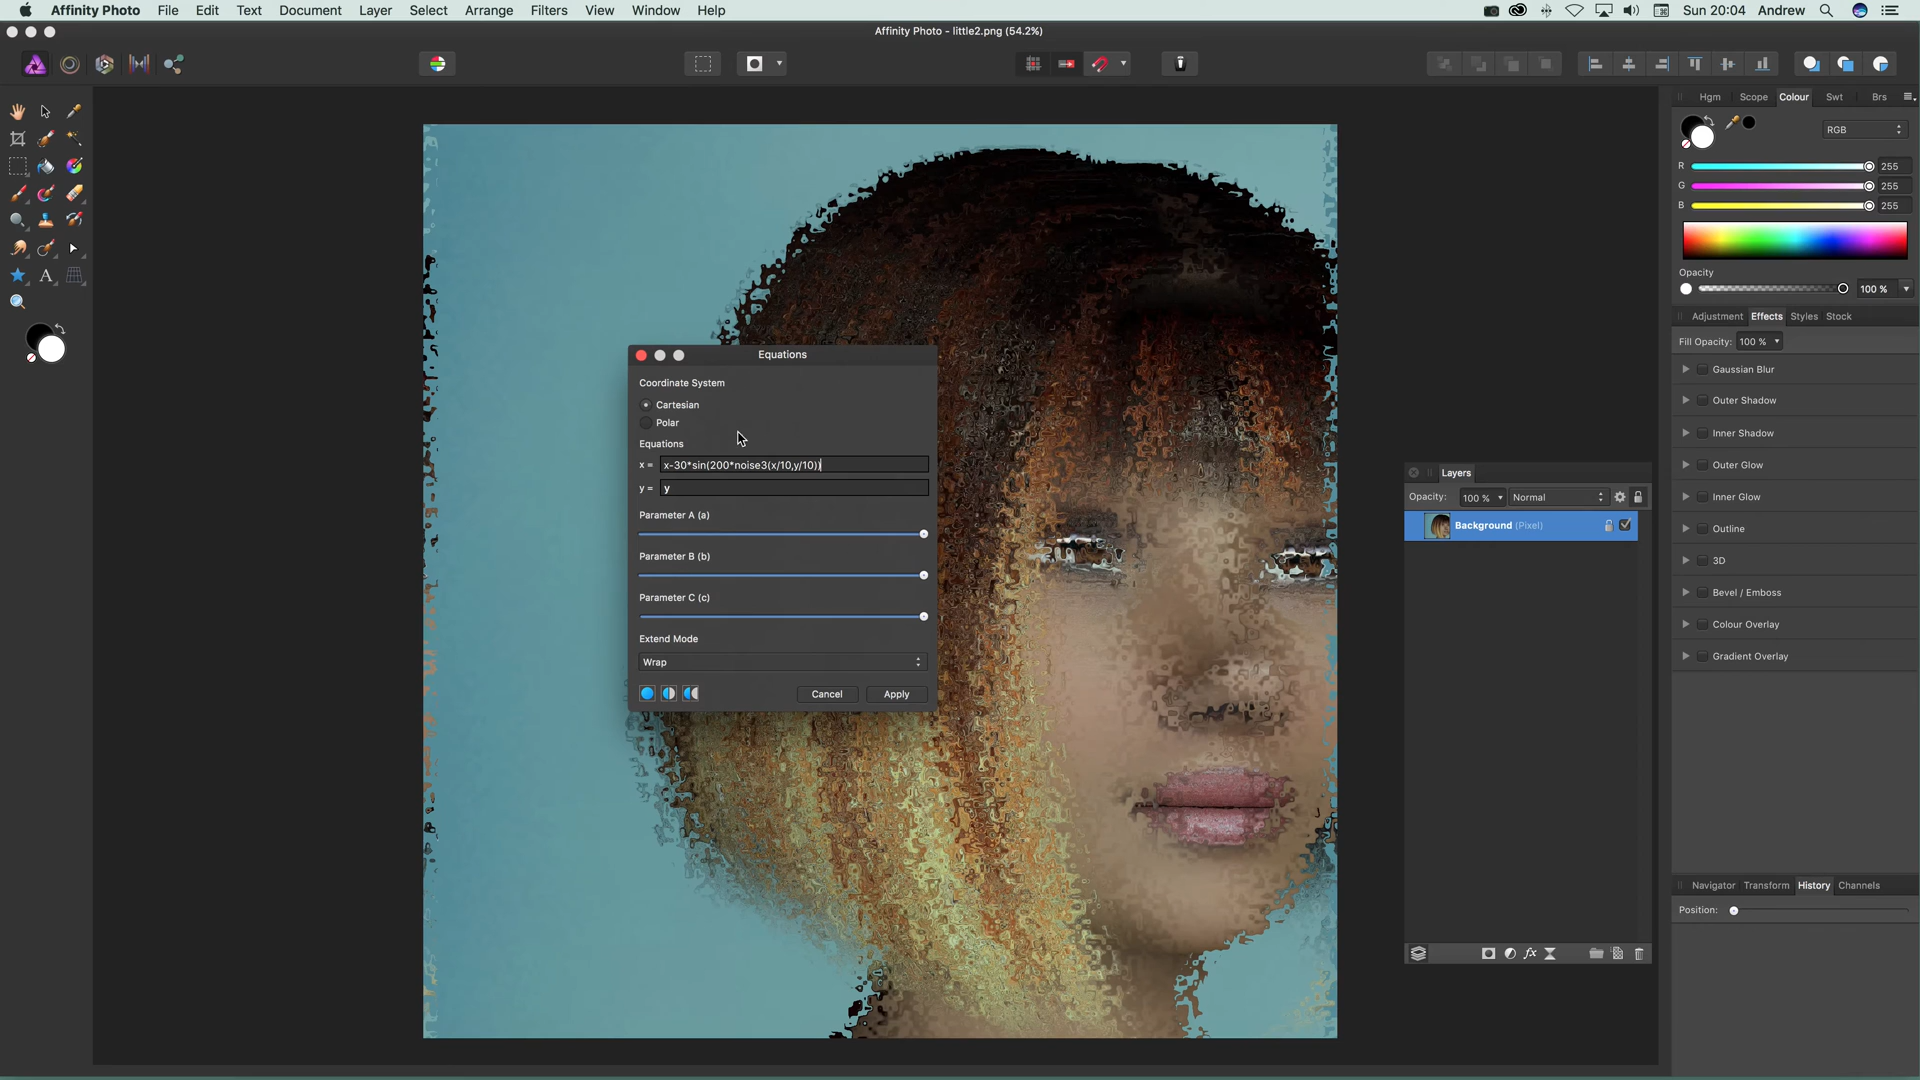 Affinity Photo File Edit Text Document Layer Select Arrange Filters View Window Help Sun 20:04 Andrew
Affinity Photo - little2.png (54.2%)
Hgm Scope Colour Swt Brs
RGB
R 255
G 255
B 255
Opacity
100 %
Adjustment Effects Styles Stock
Fill Opacity: 100 %
Gaussian Blur
Outer Shadow
Inner Shadow
Outer Glow
Inner Glow
Outline
3D
Bevel / Emboss
Colour Overlay
Gradient Overlay
Equations
Coordinate System
Cartesian
Polar
Equations
x = x-30*sin(200*noise3(x/10,y/10))
y = y
Parameter A (a)
Parameter B (b)
Parameter C (c)
Extend Mode
Wrap
Cancel Apply
Layers
Opacity: 100 % Normal
Background (Pixel)
fx
Navigator Transform History Channels
Position:
A